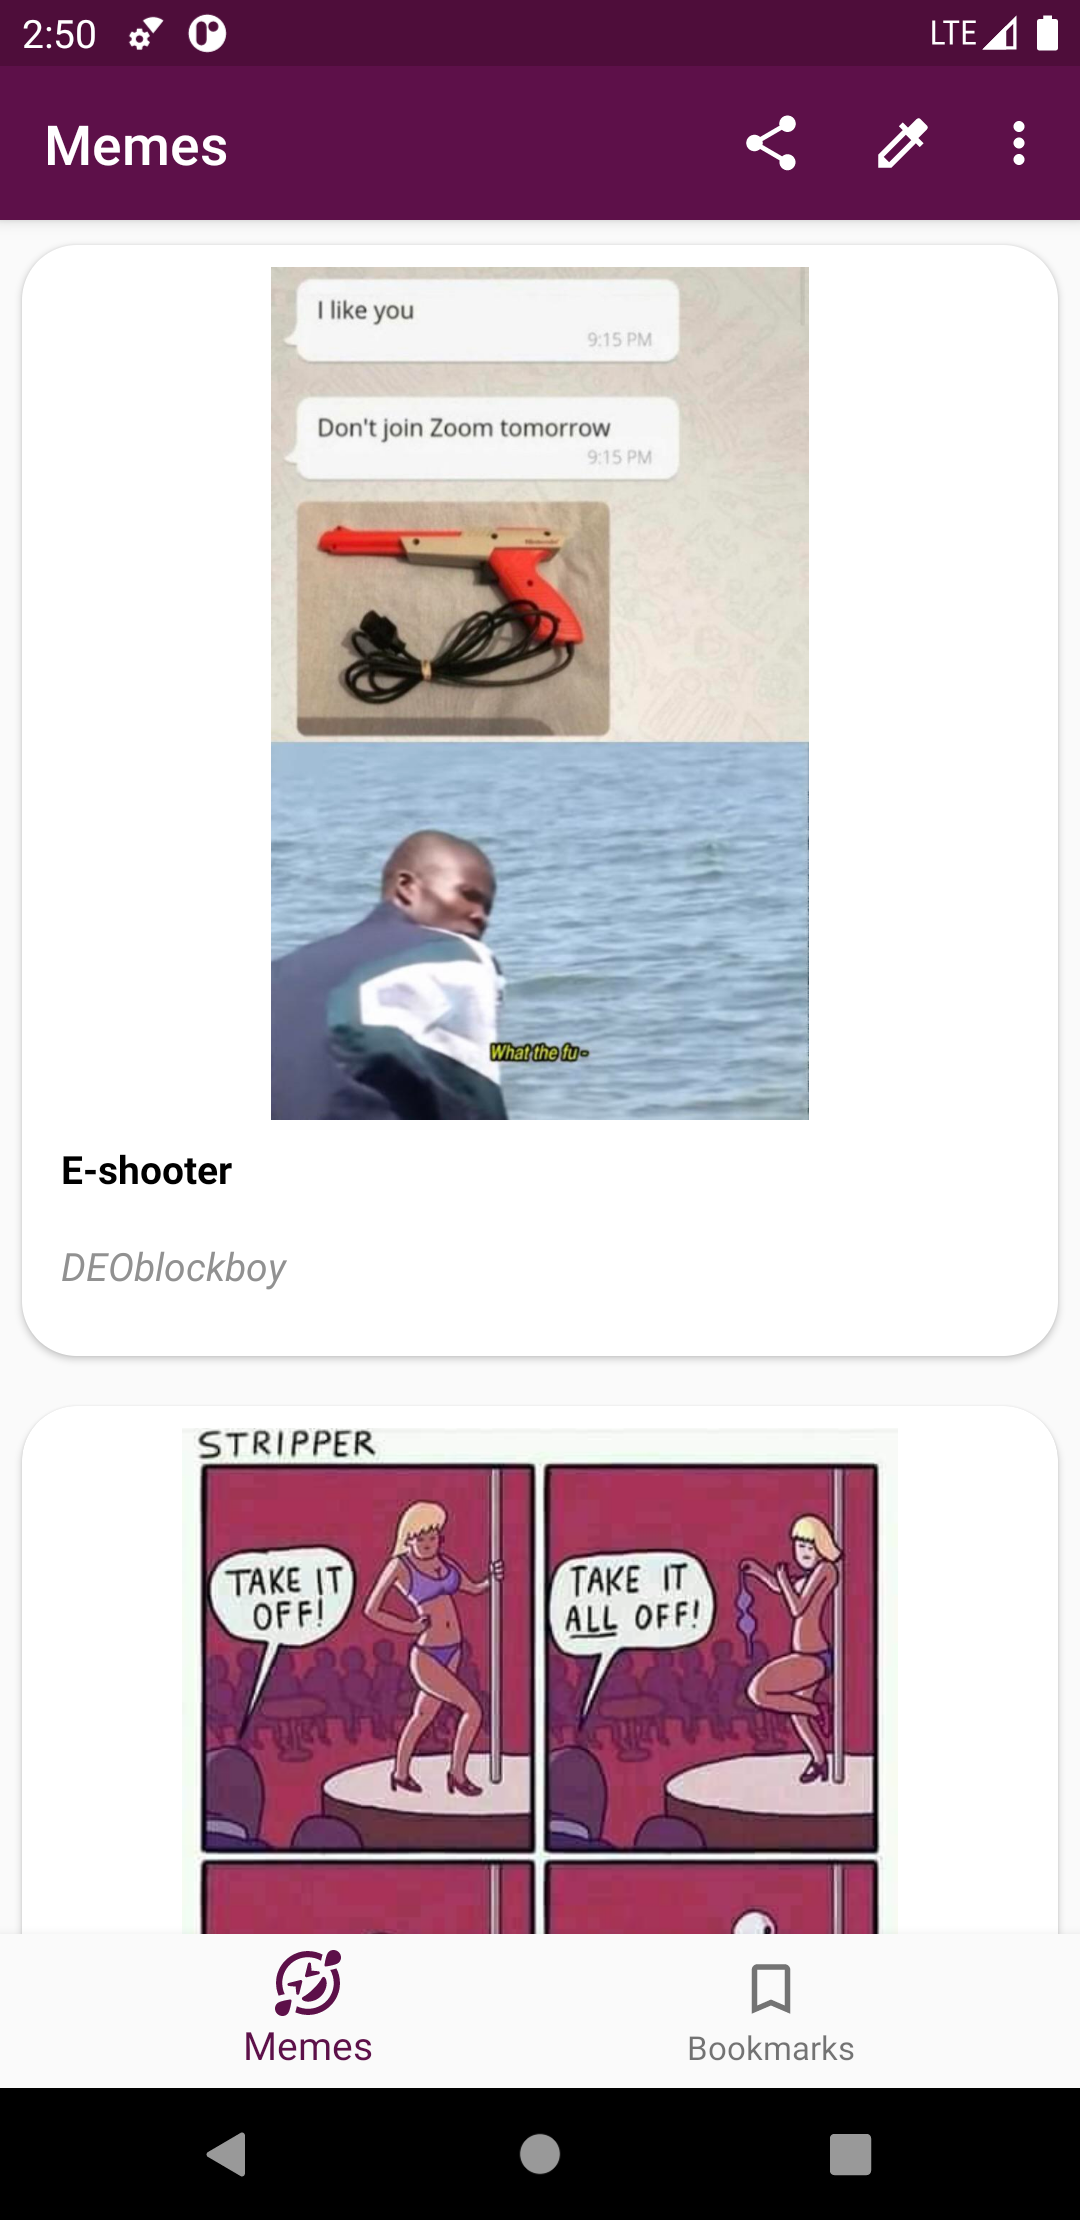 2:50
LTE
Memes
I like you
9:15 PM
Don't join Zoom tomorrow
9:15 PM
Nintendo
What the fu-
E-shooter
DEOblockboy
STRIPPER
TAKE IT
OFF!
TAKE IT
ALL OFF!
Memes
Bookmarks